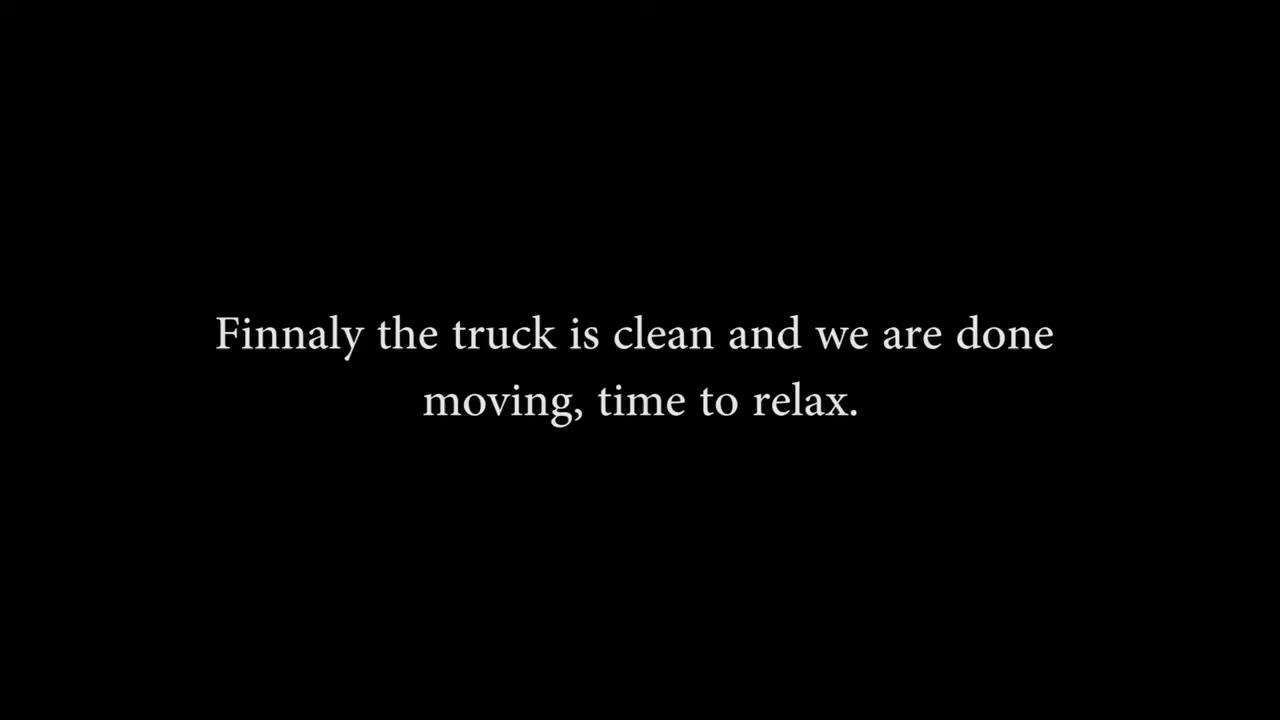 Finnaly the truck is clean and we are done
moving, time to relax.